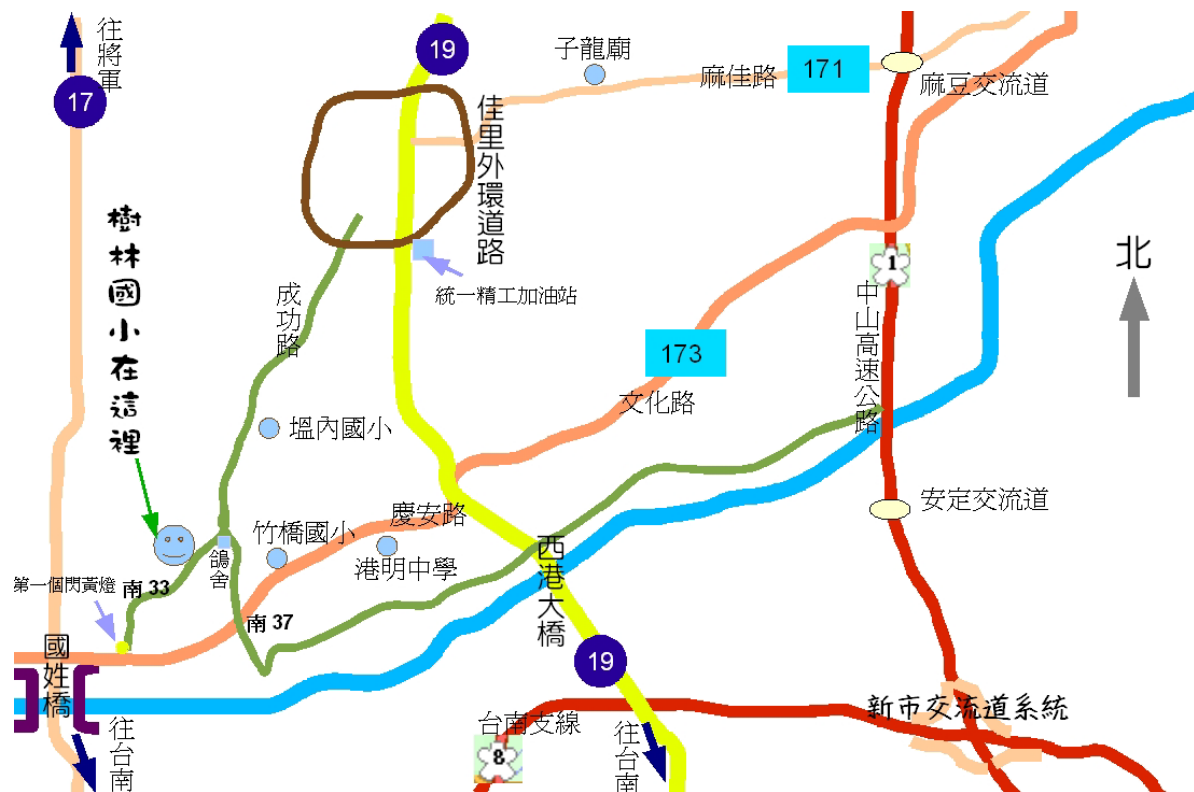 往將軍
17
19
子龍廟
麻佳路
171
麻豆交流道
佳里外環道路
樹林國小在這裡
統一精工加油站
成功路
1
中山高速公路
北
173
文化路
塭內國小
安定交流道
慶安路
竹橋國小
港明中學
鴿舍
西港大橋
第一個閃黃燈
南 33
南 37
國姓橋
19
往台南
台南支線
8
往台南
新市交流道系統